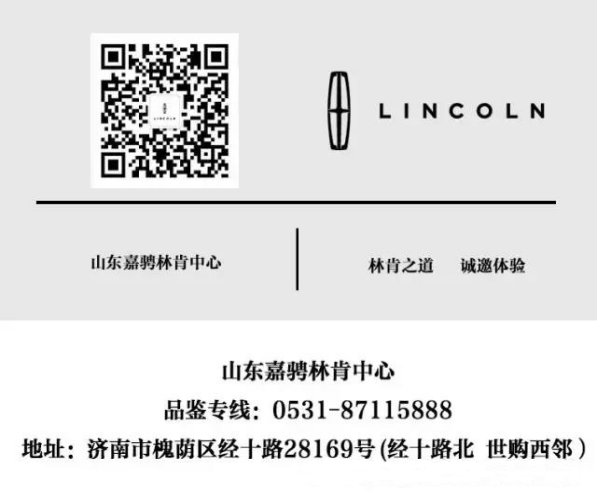 LINCOLN
山东嘉骋林肯中心
林肯之道 诚邀体验
山东嘉骋林肯中心
品鉴专线：0531-87115888
地址：济南市槐荫区经十路28169号(经十路北 世购西邻）